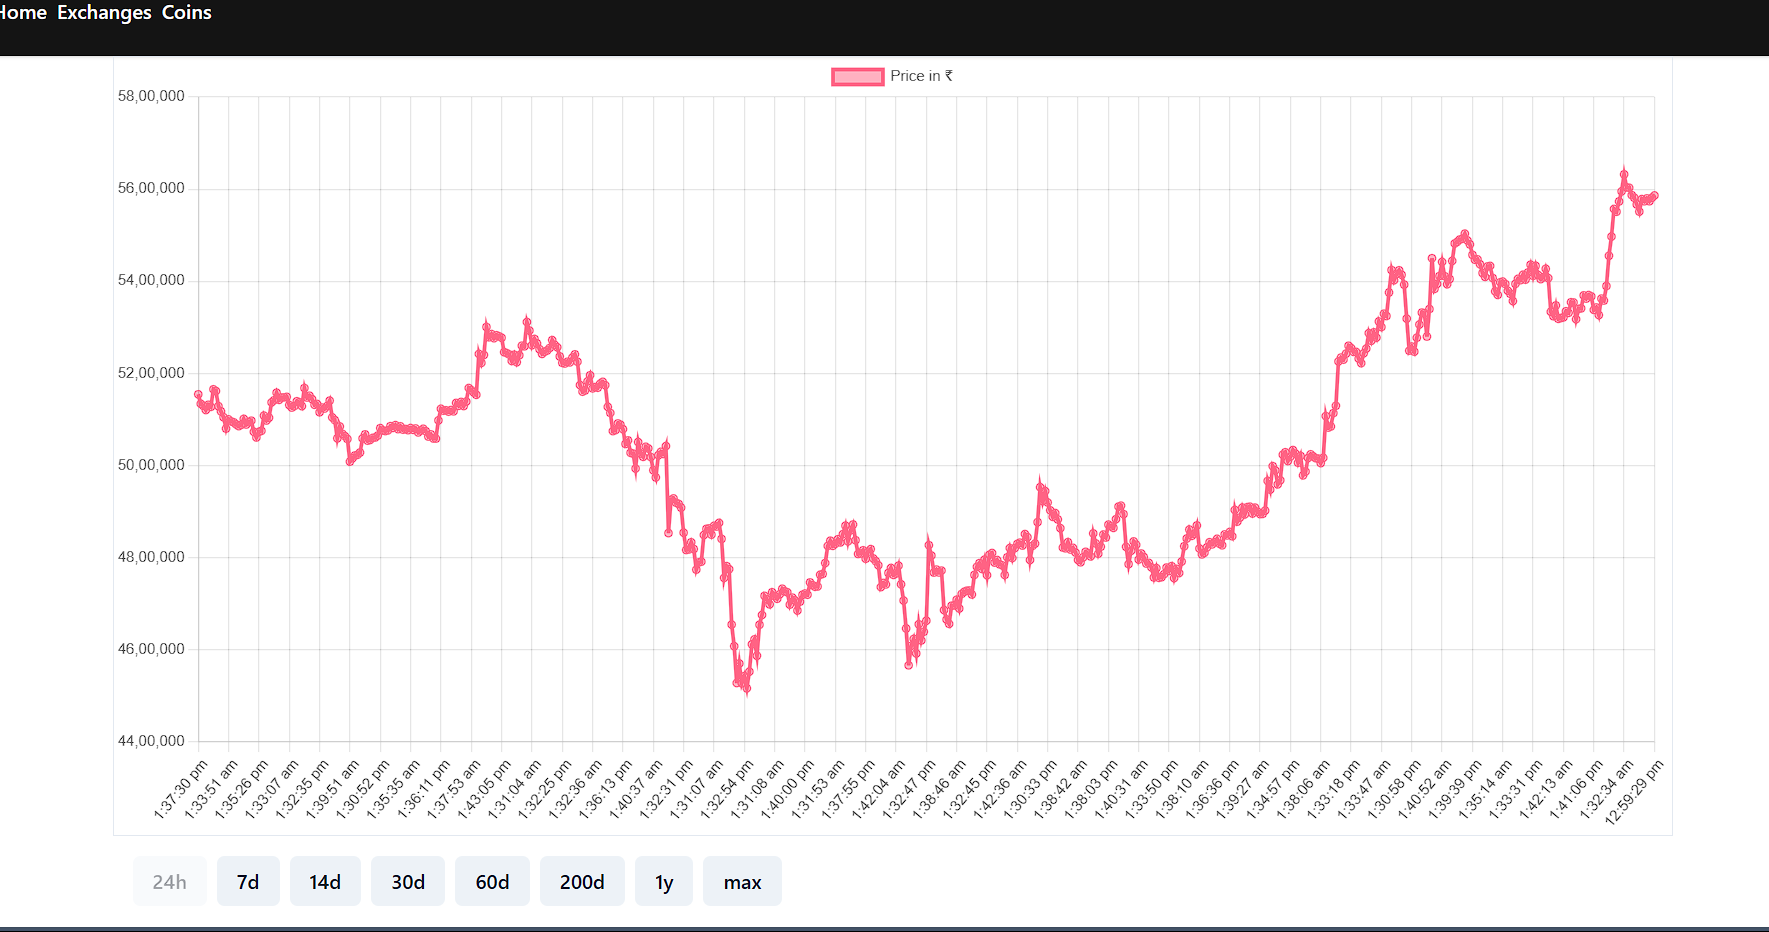 Home Exchanges Coins
Price in ₹
58,00,000
56,00,000
54,00,000
52,00,000
50,00,000
48,00,000
46,00,000
44,00,000
1:37:30 pm
1:33:51 am
1:35:26 pm
1:33:07 am
1:32:35 pm
1:39:51 am
1:30:52 pm
1:35:35 am
1:36:11 pm
1:37:53 am
1:43:05 pm
1:31:04 am
1:32:25 pm
1:32:36 am
1:36:13 pm
1:40:37 am
1:32:31 pm
1:31:07 am
1:32:54 pm
1:31:08 am
1:40:00 pm
1:31:53 am
1:37:55 pm
1:42:04 am
1:32:47 pm
1:38:46 am
1:32:45 pm
1:42:36 am
1:30:33 pm
1:38:42 am
1:38:03 pm
1:40:31 am
1:33:50 pm
1:38:10 am
1:36:36 pm
1:39:27 am
1:34:57 pm
1:38:06 am
1:33:18 pm
1:33:47 am
1:30:58 pm
1:40:52 am
1:39:39 pm
1:35:14 am
1:33:31 pm
1:42:13 am
1:41:06 pm
1:32:34 am
12:59:29 pm
24h 7d 14d 30d 60d 200d 1y max